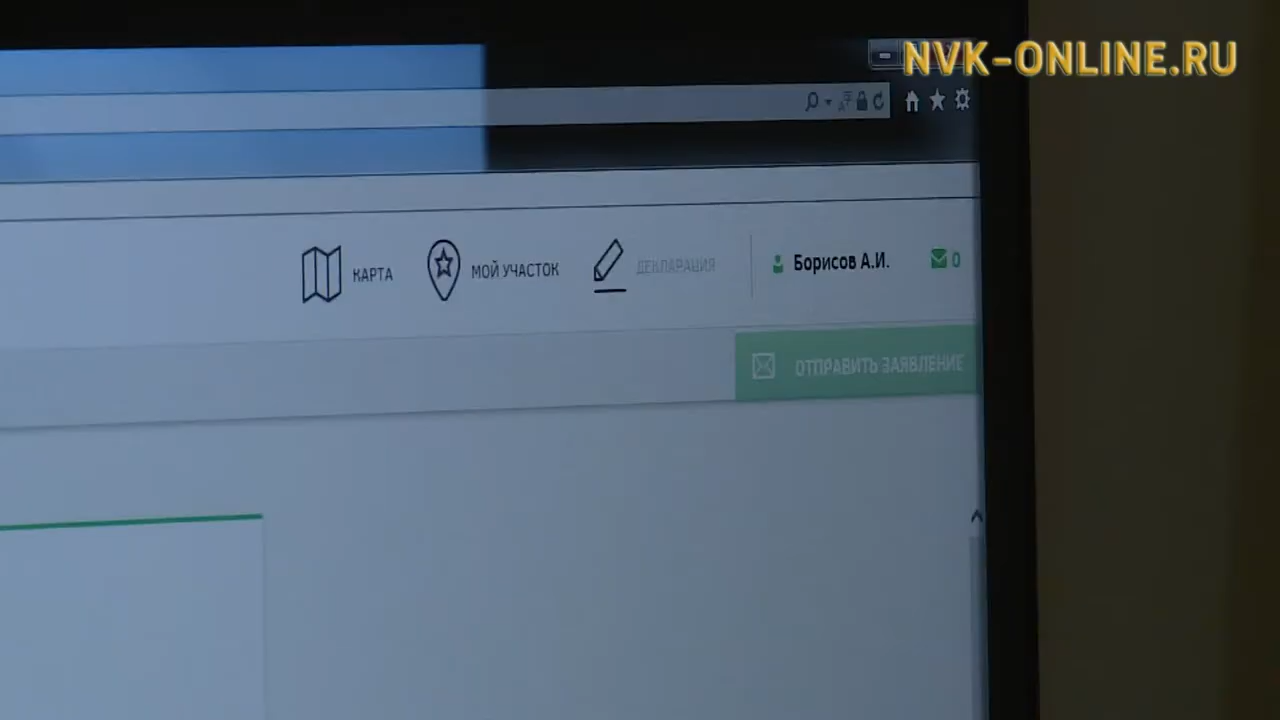 NVK-ONLINE.RU
КАРТА
МОЙ УЧАСТОК
ДЕКЛАРАЦИЯ
Борисов А.И.
0
ОТПРАВИТЬ ЗАЯВЛЕНИЕ